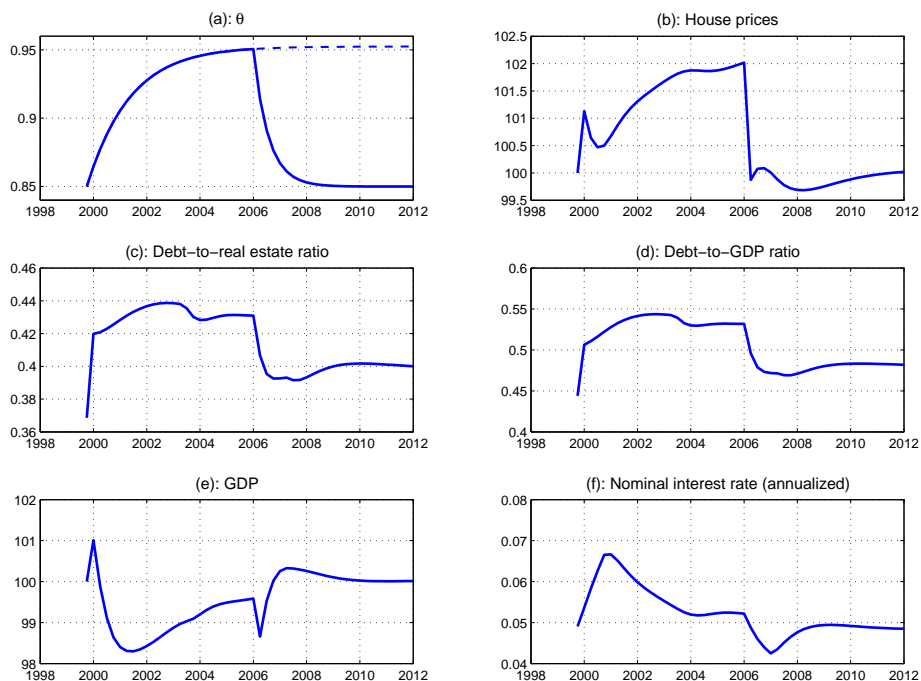 (a): θ
0.95
0.9
0.85
1998 2000 2002 2004 2006 2008 2010 2012
(b): House prices
102.5
102
101.5
101
100.5
100
99.5
1998 2000 2002 2004 2006 2008 2010 2012
(c): Debt−to−real estate ratio
0.46
0.44
0.42
0.4
0.38
0.36
1998 2000 2002 2004 2006 2008 2010 2012
(d): Debt−to−GDP ratio
0.6
0.55
0.5
0.45
0.4
1998 2000 2002 2004 2006 2008 2010 2012
(e): GDP
102
101
100
99
98
1998 2000 2002 2004 2006 2008 2010 2012
(f): Nominal interest rate (annualized)
0.08
0.07
0.06
0.05
0.04
1998 2000 2002 2004 2006 2008 2010 2012